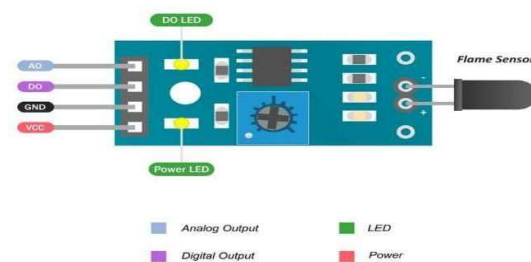 DO LED
Flame Sensor
AO
DO
GND
VCC
-
+
Power LED
Analog Output
LED
Digital Output
Power